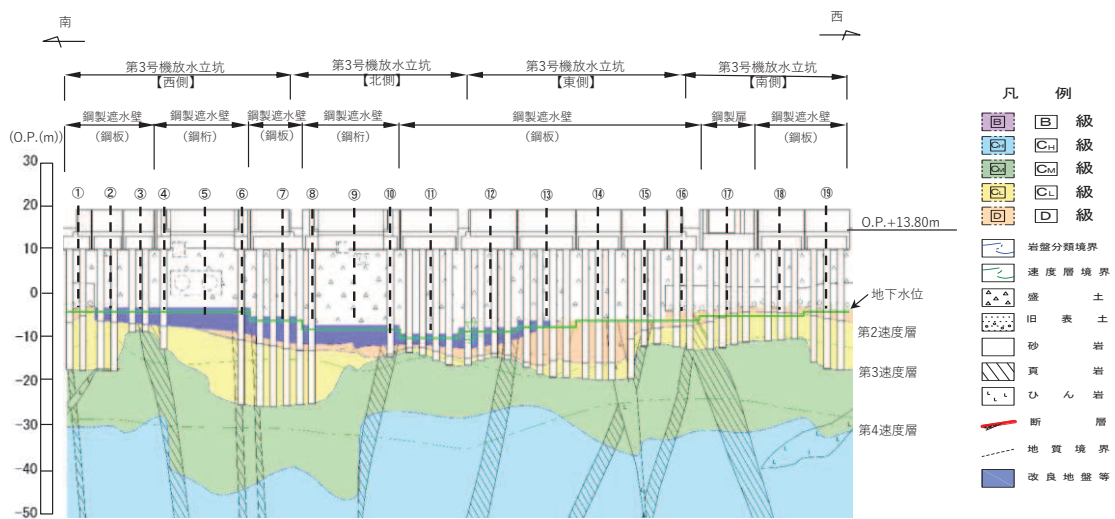 南
西
第3号機放水立坑
【西側】
第3号機放水立坑
【北側】
第3号機放水立坑
【東側】
第3号機放水立坑
【南側】
鋼製遮水壁
(鋼板)
鋼製遮水壁
(鋼桁)
鋼製遮水壁
(鋼板)
鋼製遮水壁
(鋼桁)
鋼製遮水壁
(鋼板)
鋼製扉
鋼製遮水壁
(鋼板)
(O.P.(m))
30
20
10
0
-10
-20
-30
-40
-50
① ② ③ ④ ⑤ ⑥ ⑦ ⑧ ⑨ ⑩ ⑪ ⑫ ⑬ ⑭ ⑮ ⑯ ⑰ ⑱ ⑲
O.P.+13.80m
地下水位
第2速度層
第3速度層
第4速度層
凡 例
B B 級
CH CH 級
CM CM 級
CL CL 級
D D 級
岩盤分類境界
速度層境界
盛土
旧表土
砂岩
頁岩
ひん岩
断層
地質境界
改良地盤等